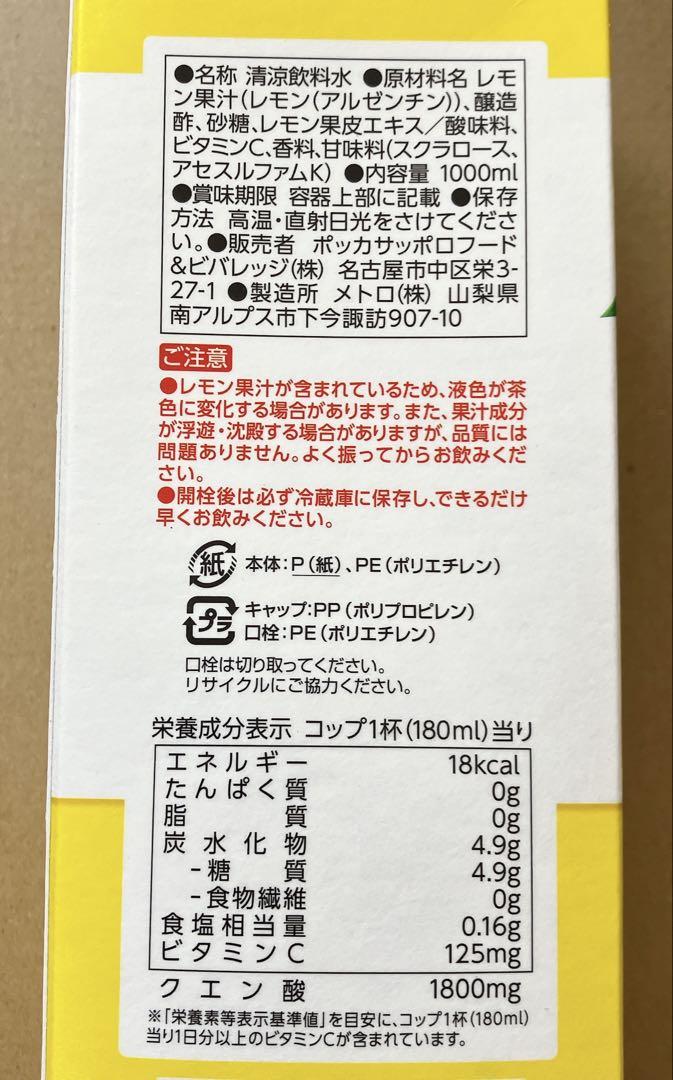 ●名称 清涼飲料水 ●原材料名 レモ
ン果汁(レモン(アルゼンチン))、醸造
酢、砂糖、レモン果皮エキス／酸味料、
ビタミンC、香料、甘味料(スクラロース、
アセスルファムK) ●内容量 1000ml
●賞味期限 容器上部に記載 ●保存
方法 高温・直射日光をさけてくださ
い。●販売者 ポッカサッポロフード
&ビバレッジ(株) 名古屋市中区栄3-
27-1 ●製造所 メトロ(株) 山梨県
南アルプス市下今諏訪907-10
ご注意
●レモン果汁が含まれているため、液色が茶
色に変化する場合があります。また、果汁成分
が浮遊・沈殿する場合がありますが、品質には
問題ありません。よく振ってからお飲みくだ
さい。
●開栓後は必ず冷蔵庫に保存し、できるだけ
早くお飲みください。
紙 本体:P(紙)、PE(ポリエチレン)
プラ キャップ:PP(ポリプロピレン)
口栓:PE(ポリエチレン)
口栓は切り取ってください。
リサイクルにご協力ください。
栄養成分表示 コップ1杯(180ml)当り
エネルギー 18kcal
たんぱく質 0g
脂質 0g
炭水化物 4.9g
-糖質 4.9g
-食物繊維 0g
食塩相当量 0.16g
ビタミンC 125mg
クエン酸 1800mg
※「栄養素等表示基準値」を目安に、コップ1杯(180ml)
当り1日分以上のビタミンCが含まれています。